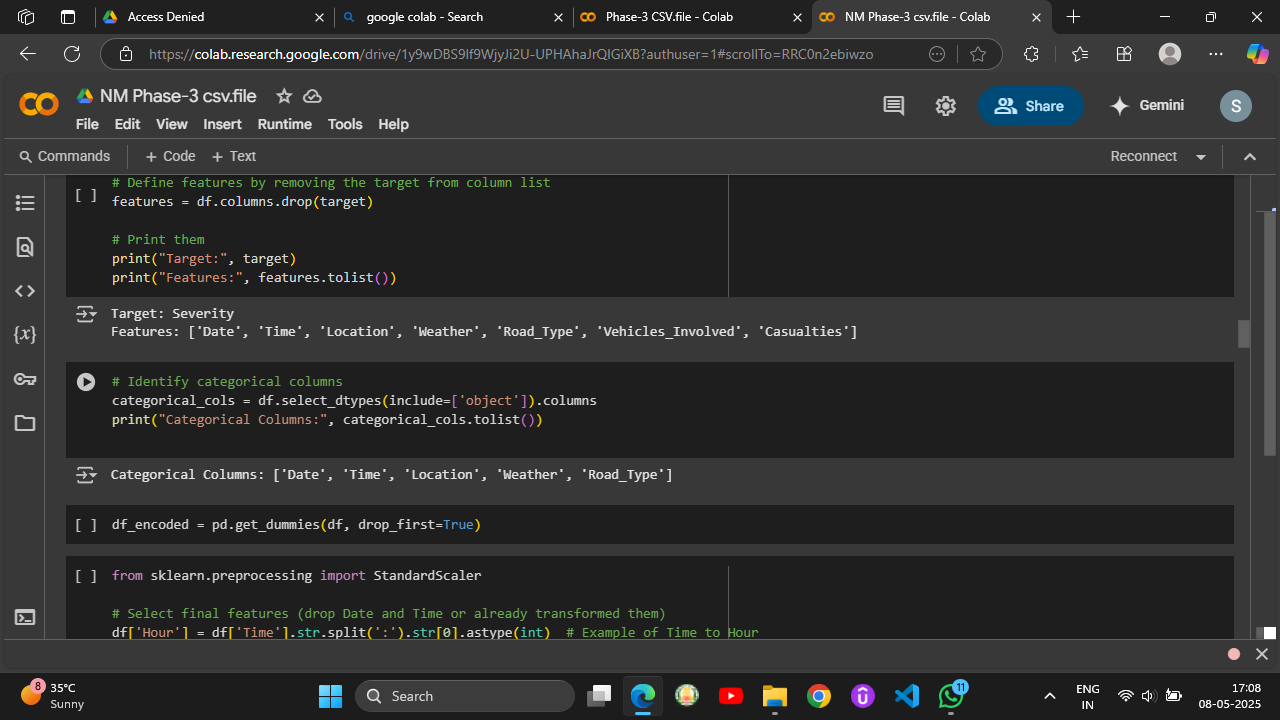 Access Denied
google colab - Search
Phase-3 CSV.file - Colab
NM Phase-3 csv.file - Colab
https://colab.research.google.com/drive/1y9wDBS9lf9WjyJi2U-UPHAhaJrQIGiXB?authuser=1#scrollTo=RRC0n2ebiwzo
NM Phase-3 csv.file
File Edit View Insert Runtime Tools Help
Share
Gemini
S
Commands + Code + Text
Reconnect
# Define features by removing the target from column list
[ ] features = df.columns.drop(target)
# Print them
print("Target:", target)
print("Features:", features.tolist())
Target: Severity
Features: ['Date', 'Time', 'Location', 'Weather', 'Road_Type', 'Vehicles_Involved', 'Casualties']
# Identify categorical columns
categorical_cols = df.select_dtypes(include=['object']).columns
print("Categorical Columns:", categorical_cols.tolist())
Categorical Columns: ['Date', 'Time', 'Location', 'Weather', 'Road_Type']
[ ] df_encoded = pd.get_dummies(df, drop_first=True)
[ ] from sklearn.preprocessing import StandardScaler
# Select final features (drop Date and Time or already transformed them)
df['Hour'] = df['Time'].str.split(':').str[0].astype(int)  # Example of Time to Hour
8
35°C
Sunny
Search
11
ENG
IN
17:08
08-05-2025